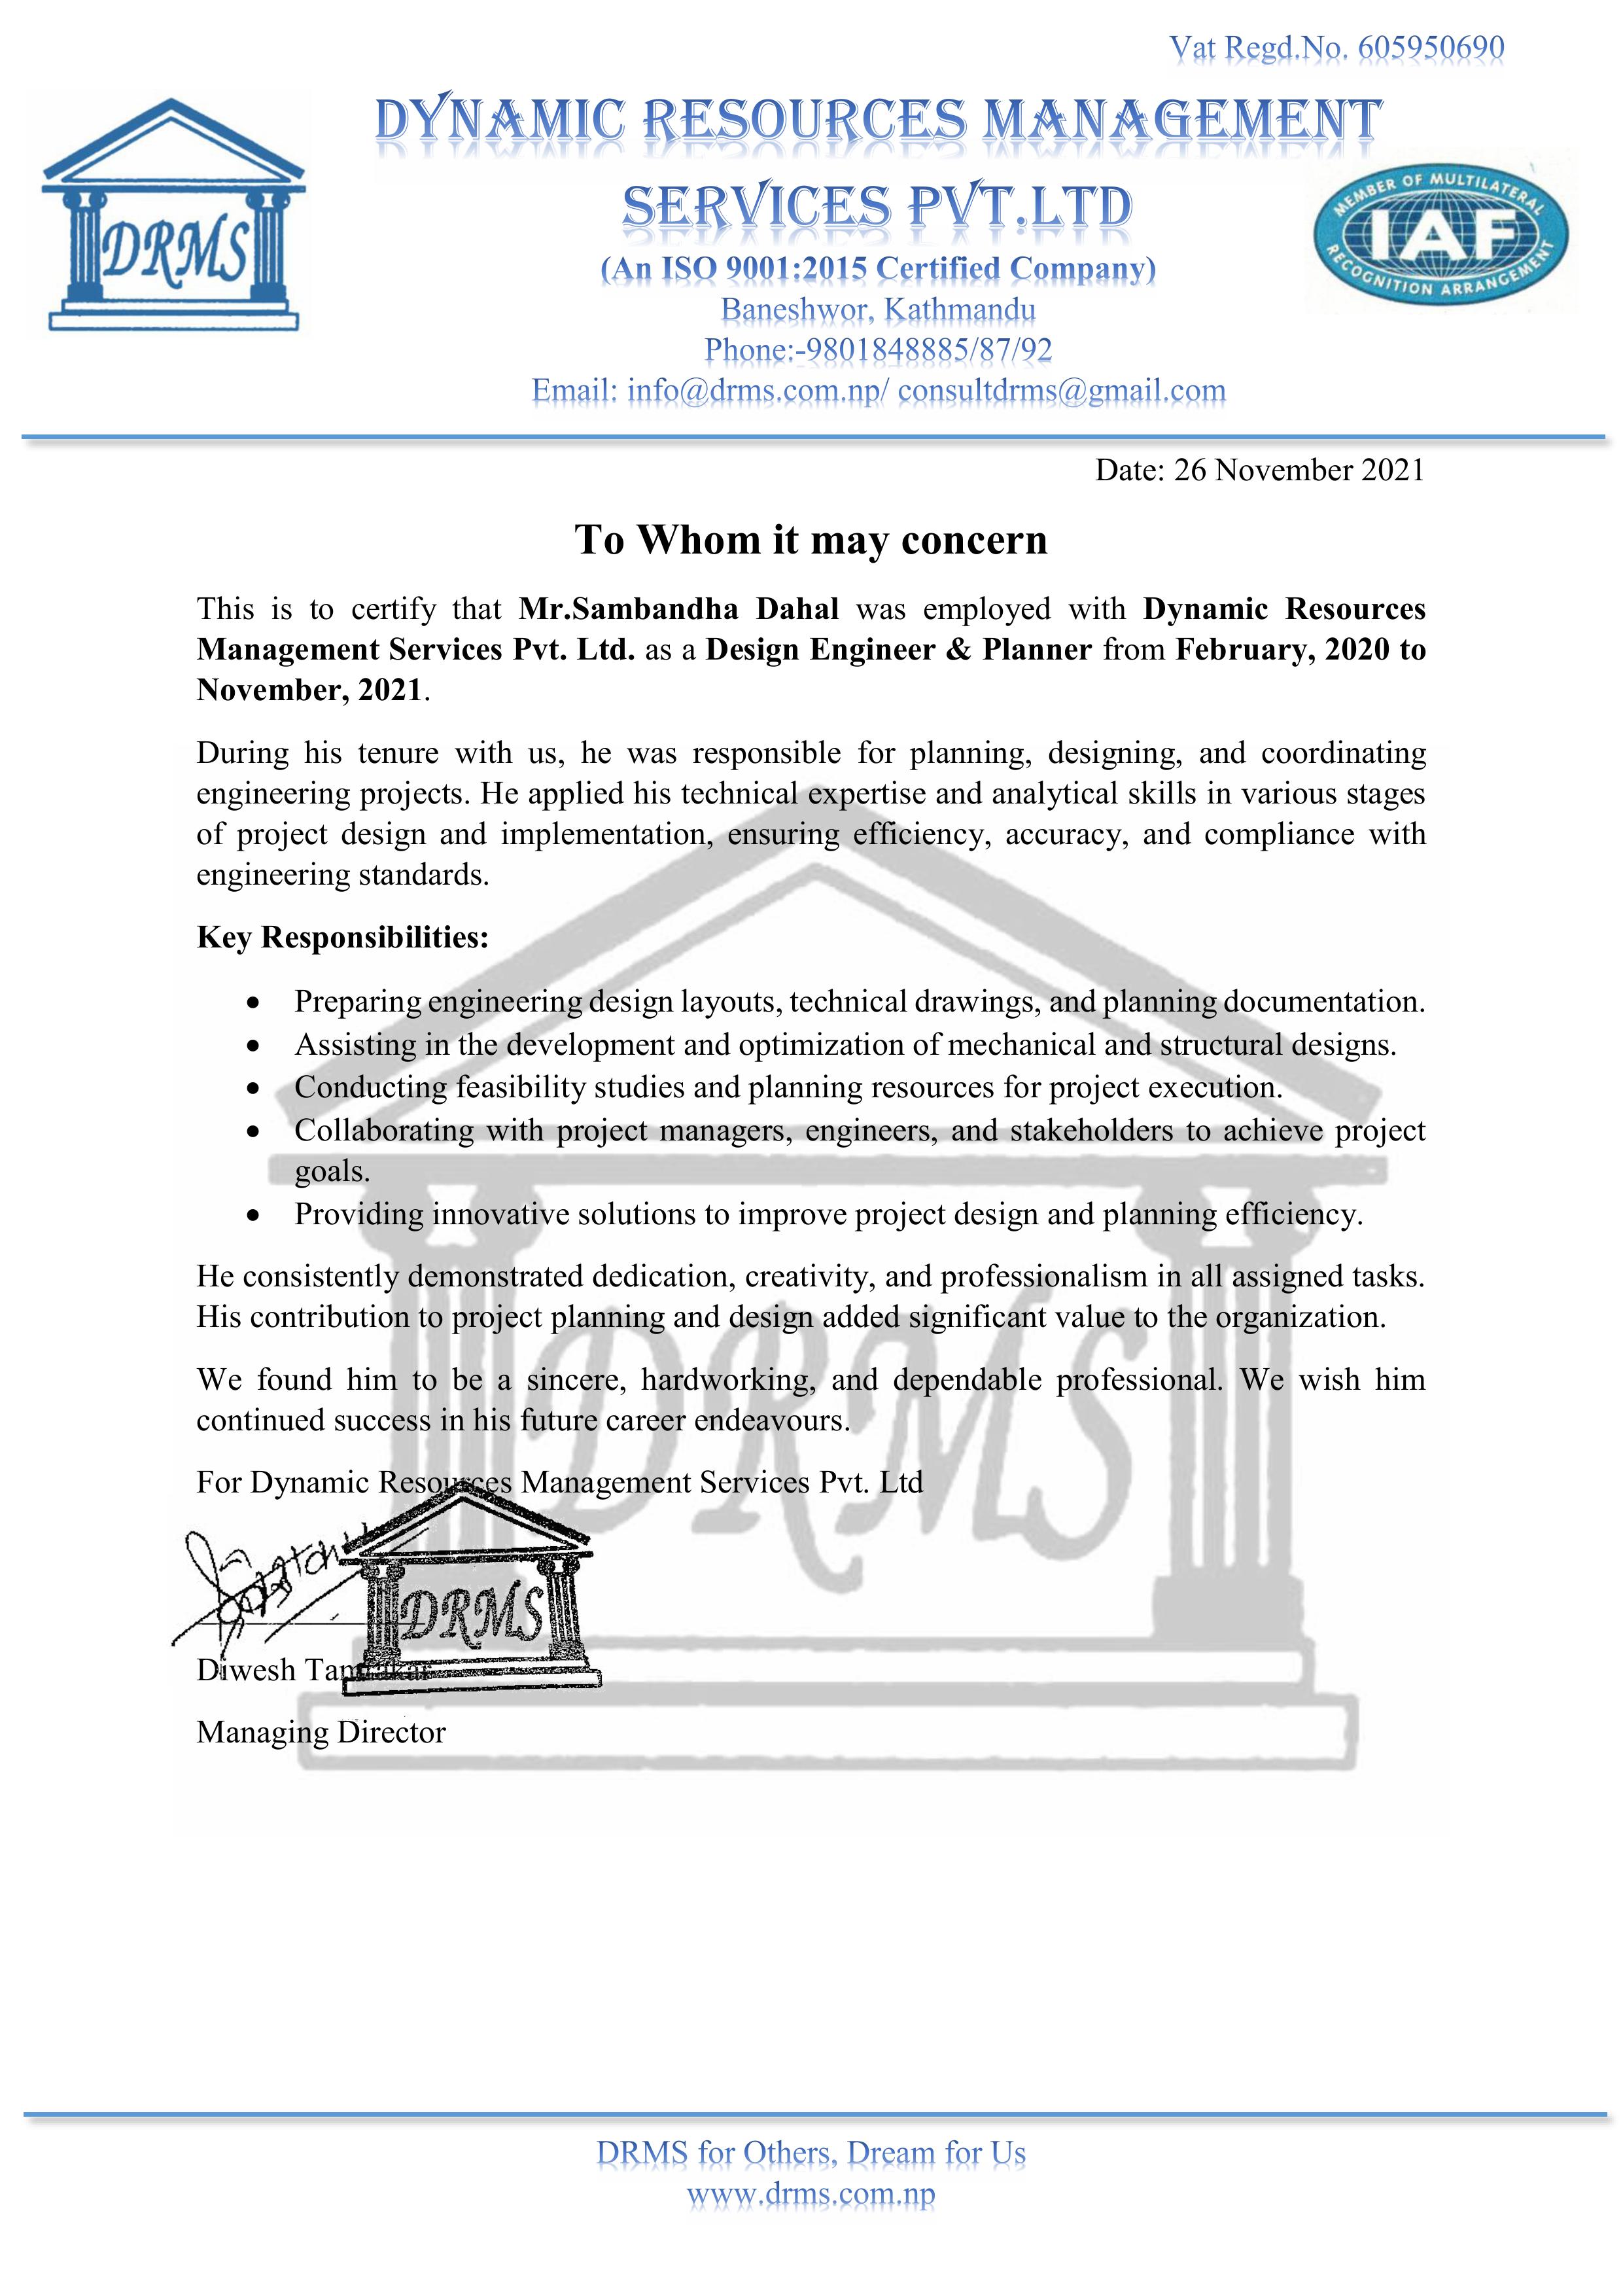 Vat Regd.No. 605950690
DYNAMIC RESOURCES MANAGEMENT
SERVICES PVT.LTD
(An ISO 9001:2015 Certified Company)
Baneshwor, Kathmandu
Phone:-9801848885/87/92
Email: info@drms.com.np/ consultdrms@gmail.com
DRMS
MEMBER OF MULTILATERAL
IAF
RECOGNITION ARRANGEMENT
Date: 26 November 2021
To Whom it may concern
This is to certify that Mr.Sambandha Dahal was employed with Dynamic Resources
Management Services Pvt. Ltd. as a Design Engineer & Planner from February, 2020 to
November, 2021.
During his tenure with us, he was responsible for planning, designing, and coordinating
engineering projects. He applied his technical expertise and analytical skills in various stages
of project design and implementation, ensuring efficiency, accuracy, and compliance with
engineering standards.
Key Responsibilities:
• Preparing engineering design layouts, technical drawings, and planning documentation.
• Assisting in the development and optimization of mechanical and structural designs.
• Conducting feasibility studies and planning resources for project execution.
• Collaborating with project managers, engineers, and stakeholders to achieve project
goals.
• Providing innovative solutions to improve project design and planning efficiency.
He consistently demonstrated dedication, creativity, and professionalism in all assigned tasks.
His contribution to project planning and design added significant value to the organization.
We found him to be a sincere, hardworking, and dependable professional. We wish him
continued success in his future career endeavours.
DRMS
For Dynamic Resources Management Services Pvt. Ltd
DRMS
Diwesh
Managing Director
DRMS for Others, Dream for Us
www.drms.com.np